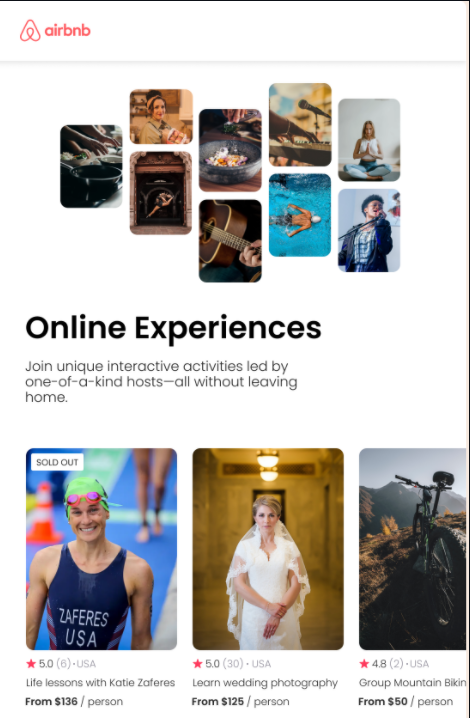 airbnb
Online Experiences
Join unique interactive activities led by
one-of-a-kind hosts—all without leaving
home.
SOLD OUT
ZAFERES
USA
5.0 (6) · USA
Life lessons with Katie Zaferes
From $136 / person
5.0 (30) · USA
Learn wedding photography
From $125 / person
4.8 (2) · USA
Group Mountain
From $50 / person